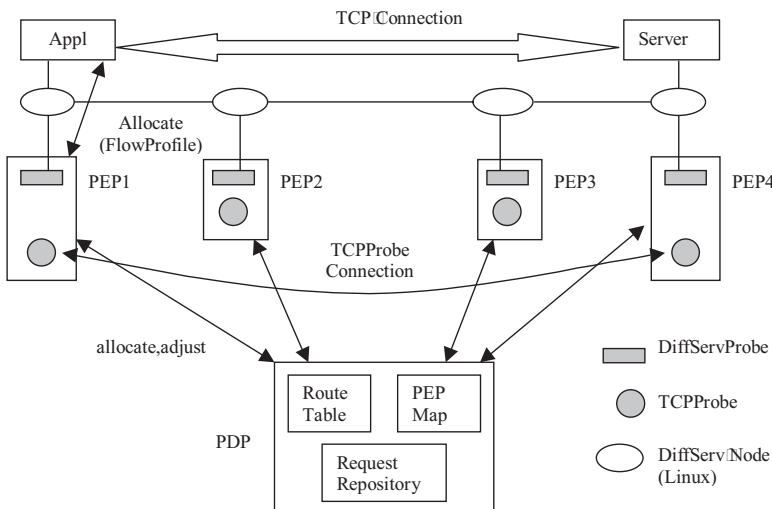 Appl
TCP Connection
Server
Allocate
(FlowProfile)
PEP1
PEP2
PEP3
PEP4
TCPProbe
Connection
allocate,adjust
DiffServProbe
Route
Table
PEP
Map
TCPProbe
PDP
Request
Repository
DiffServ Node
(Linux)